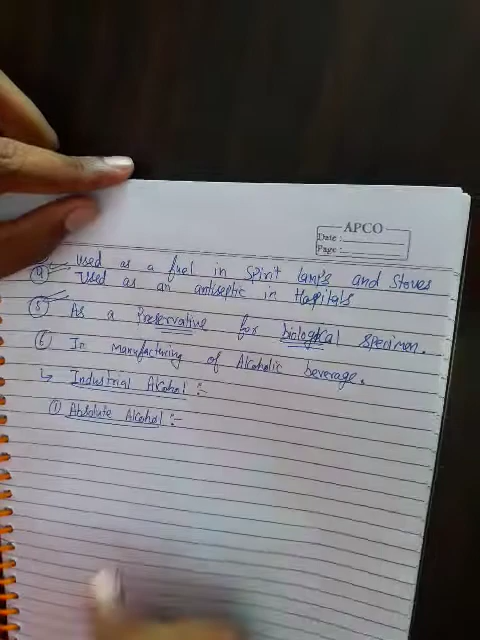 APCO
Date :
Page :
Used as a fuel in Spirit lamps and Stoves
④ Used as an antiseptic in Hospitals
⑤ As a Preservative for biological specimen.
⑥ In manufacturing of Alcoholic beverage.
↳ Industrial Alcohol :-
① Absolute Alcohol :-